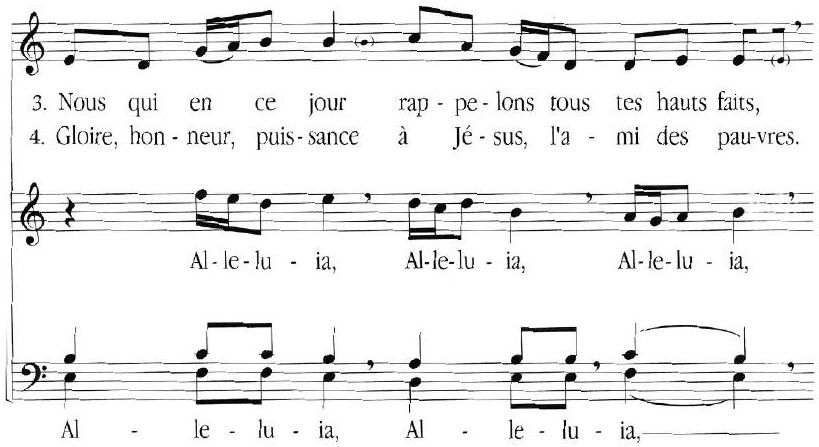 3. Nous qui en ce jour rap - pe - lons tous tes hauts faits,
4. Gloire, hon - neur, puis - sance à Jé - sus, l'a - mi des pau-vres.
Al - le - lu - ia, Al-le-lu - ia, Al-le-lu - ia,
Al - le - lu - ia, Al - le - lu - ia,